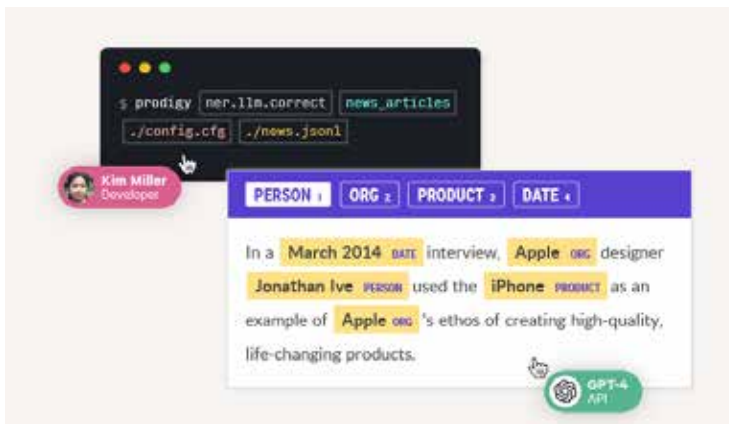 $ prodigy ner.llm.correct news_articles
./config.cfg ./news.jsonl
Kim Miller
Developer
PERSON 1 ORG 2 PRODUCT 3 DATE 4
In a March 2014 DATE interview, Apple ORG designer
Jonathan Ive PERSON used the iPhone PRODUCT as an
example of Apple ORG 's ethos of creating high-quality,
life-changing products.
GPT-4
API